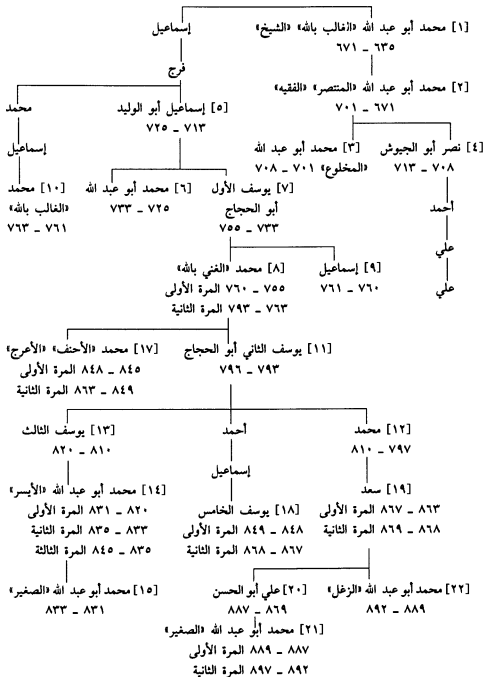 [١] محمد أبو عبد الله «الغالب بالله» «الشيخ» إسماعيل
٦٣٥ – ٦٧١
فرج
[٢] محمد أبو عبد الله «المنتصر» «الفقيه»
٦٧١ – ٧٠١
[٥] إسماعيل أبو الوليد
٧١٣ – ٧٢٥
محمد
[٤] نصر أبو الجيوش
٧٠٨ – ٧١٣
[٣] محمد أبو عبد الله
«المخلوع» ٧٠١ – ٧٠٨
إسماعيل
[٧] يوسف الأول
أبو الحجاج
٧٣٣ – ٧٥٥
[٦] محمد أبو عبد الله
٧٢٥ – ٧٣٣
[١٠] محمد
«الغالب بالله»
٧٦١ – ٧٦٣
أحمد
علي
علي
[٩] إسماعيل
٧٦٠ – ٧٦١
[٨] محمد «الغني بالله»
٧٥٥ – ٧٦٠
المرة الأولى
٧٦٣ – ٧٩٣
المرة الثانية
[١١] يوسف الثاني أبو الحجاج
٧٩٣ – ٧٩٦
[١٧] محمد «الأحنف» «الأعرج»
٨٤٥ – ٨٤٨ المرة الأولى
٨٤٩ – ٨٦٣ المرة الثانية
[١٢] محمد
٧٩٧ – ٨١٠
أحمد
[١٣] يوسف الثالث
٨١٠ – ٨٢٠
إسماعيل
[١٩] سعد
٨٦٣ – ٨٦٧ المرة الأولى
٨٦٨ – ٨٦٩ المرة الثانية
[١٨] يوسف الخامس
٨٤٨ – ٨٤٩ المرة الأولى
٨٦٧ – ٨٦٨ المرة الثانية
[١٤] محمد أبو عبد الله «الأيسر»
٨٢٠ – ٨٣١ المرة الأولى
٨٣٣ – ٨٣٥ المرة الثانية
٨٣٥ – ٨٤٥ المرة الثالثة
[٢٢] محمد أبو عبد الله «الزغل»
٨٨٩ – ٨٩٢
[٢٠] علي أبو الحسن
٨٦٩ – ٨٨٧
[١٥] محمد أبو عبد الله «الصغير»
٨٣١ – ٨٣٣
[٢١] محمد أبو عبد الله «الصغير»
٨٨٧ – ٨٨٩
المرة الأولى
٨٩٢ – ٨٩٧
المرة الثانية